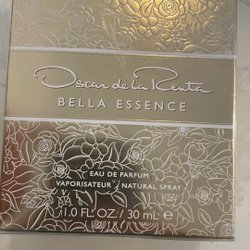 Oscar de la Renta
BELLA ESSENCE
EAU DE PARFUM
VAPORISATEUR / NATURAL SPRAY
1.0 FL. OZ / 30 mL ℮